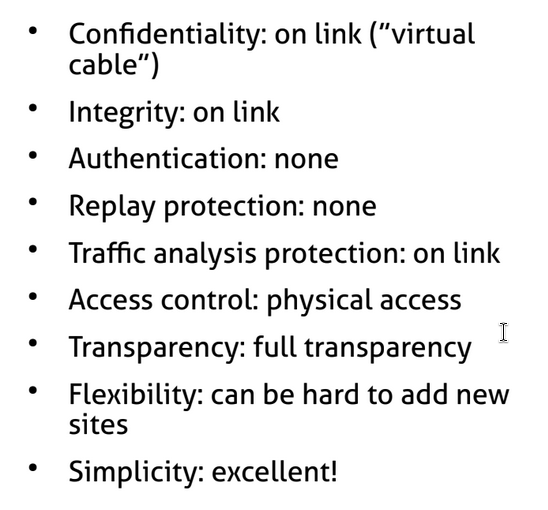 • Confidentiality: on link (”virtual
cable”)
• Integrity: on link
• Authentication: none
• Replay protection: none
• Traffic analysis protection: on link
• Access control: physical access
• Transparency: full transparency
• Flexibility: can be hard to add new
sites
• Simplicity: excellent!